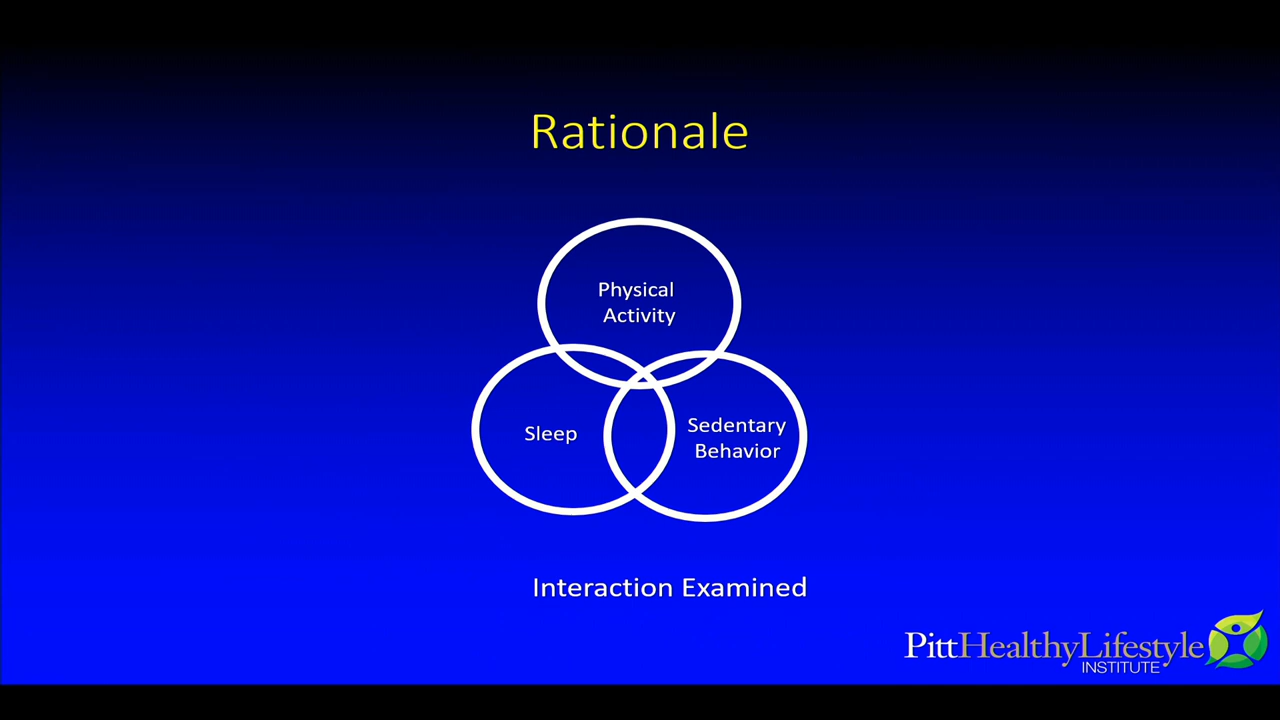 Rationale
Physical
Activity
Sleep
Sedentary
Behavior
Interaction Examined
PittHealthyLifestyle
INSTITUTE